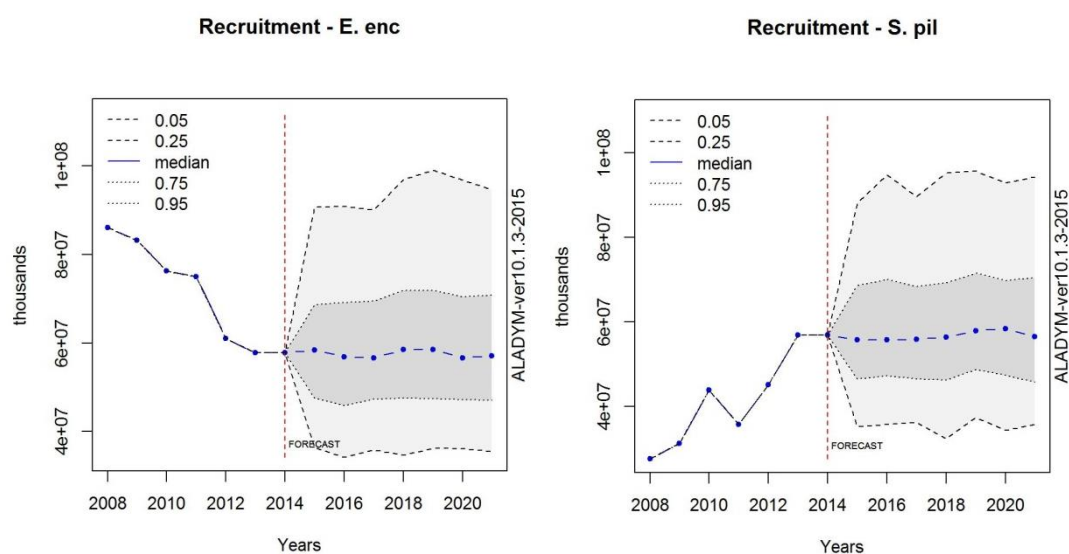 Recruitment - E. enc
0.05
0.25
median
0.75
0.95
thousands
1e+08
8e+07
6e+07
4e+07
FORECAST
2008 2010 2012 2014 2016 2018 2020
Years
ALADYM-ver10.1.3-2015
Recruitment - S. pil
0.05
0.25
median
0.75
0.95
thousands
1e+08
8e+07
6e+07
4e+07
FORECAST
2008 2010 2012 2014 2016 2018 2020
Years
ALADYM-ver10.1.3-2015